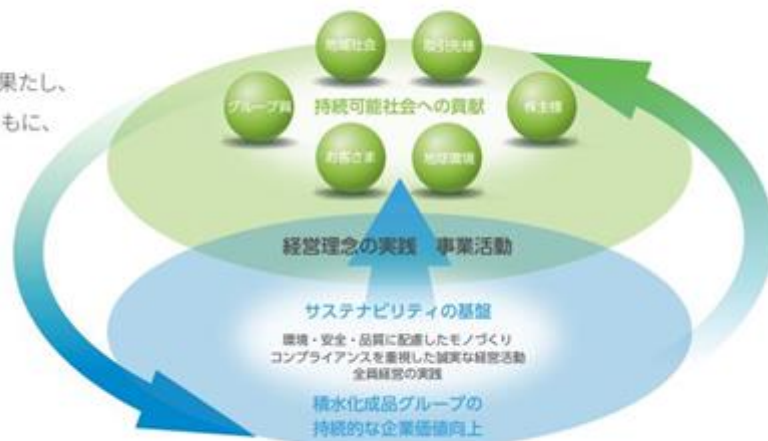 果たし、
もに、
地域社会
取引先様
グループ員
持続可能社会への貢献
株主様
お客さま
地球環境
経営理念の実践 事業活動
サステナビリティの基盤
環境・安全・品質に配慮したモノづくり
コンプライアンスを重視した誠実な経営活動
全員経営の実践
積水化成品グループの
持続的な企業価値向上